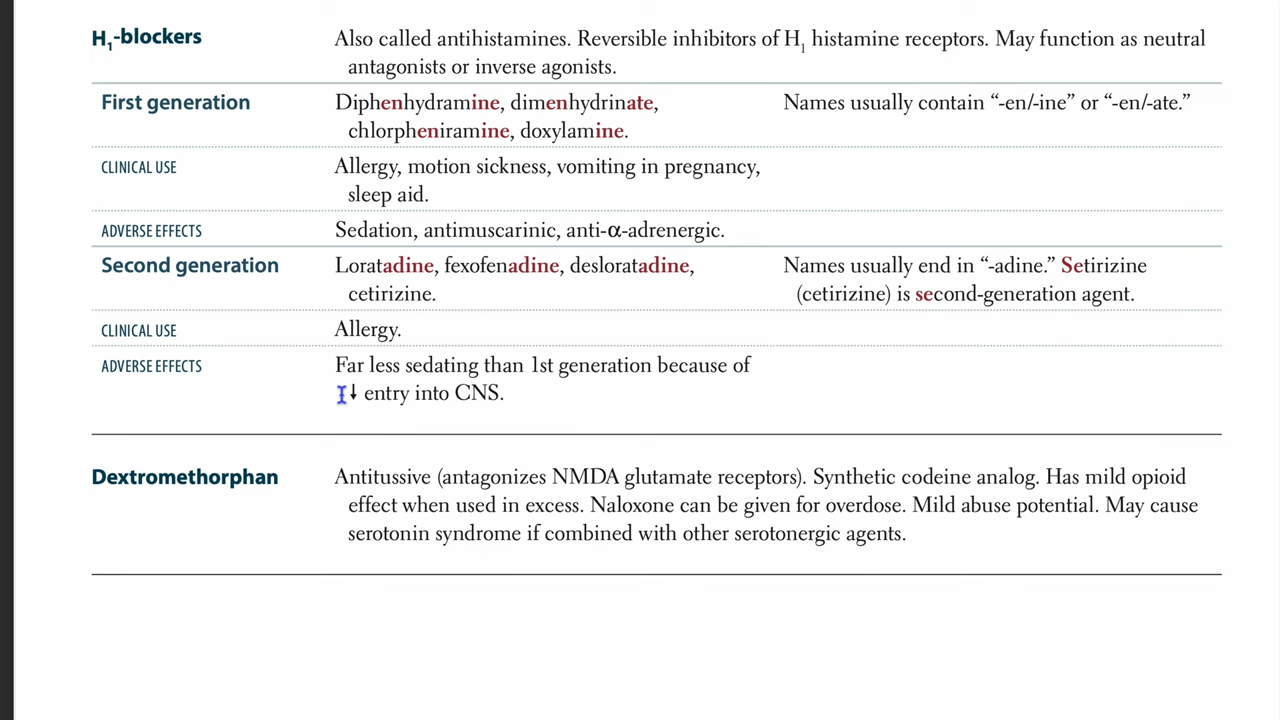 H₁-blockers Also called antihistamines. Reversible inhibitors of H₁ histamine receptors. May function as neutral
antagonists or inverse agonists.
First generation Diphenhydramine, dimenhydrinate, Names usually contain “-en/-ine” or “-en/-ate.”
chlorpheniramine, doxylamine.
CLINICAL USE Allergy, motion sickness, vomiting in pregnancy,
sleep aid.
ADVERSE EFFECTS Sedation, antimuscarinic, anti-α-adrenergic.
Second generation Loratadine, fexofenadine, desloratadine, Names usually end in “-adine.” Setirizine
cetirizine. (cetirizine) is second-generation agent.
CLINICAL USE Allergy.
ADVERSE EFFECTS Far less sedating than 1st generation because of
↓ entry into CNS.
Dextromethorphan Antitussive (antagonizes NMDA glutamate receptors). Synthetic codeine analog. Has mild opioid
effect when used in excess. Naloxone can be given for overdose. Mild abuse potential. May cause
serotonin syndrome if combined with other serotonergic agents.